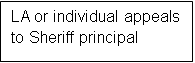 LA or individual appeals
to Sheriff principal